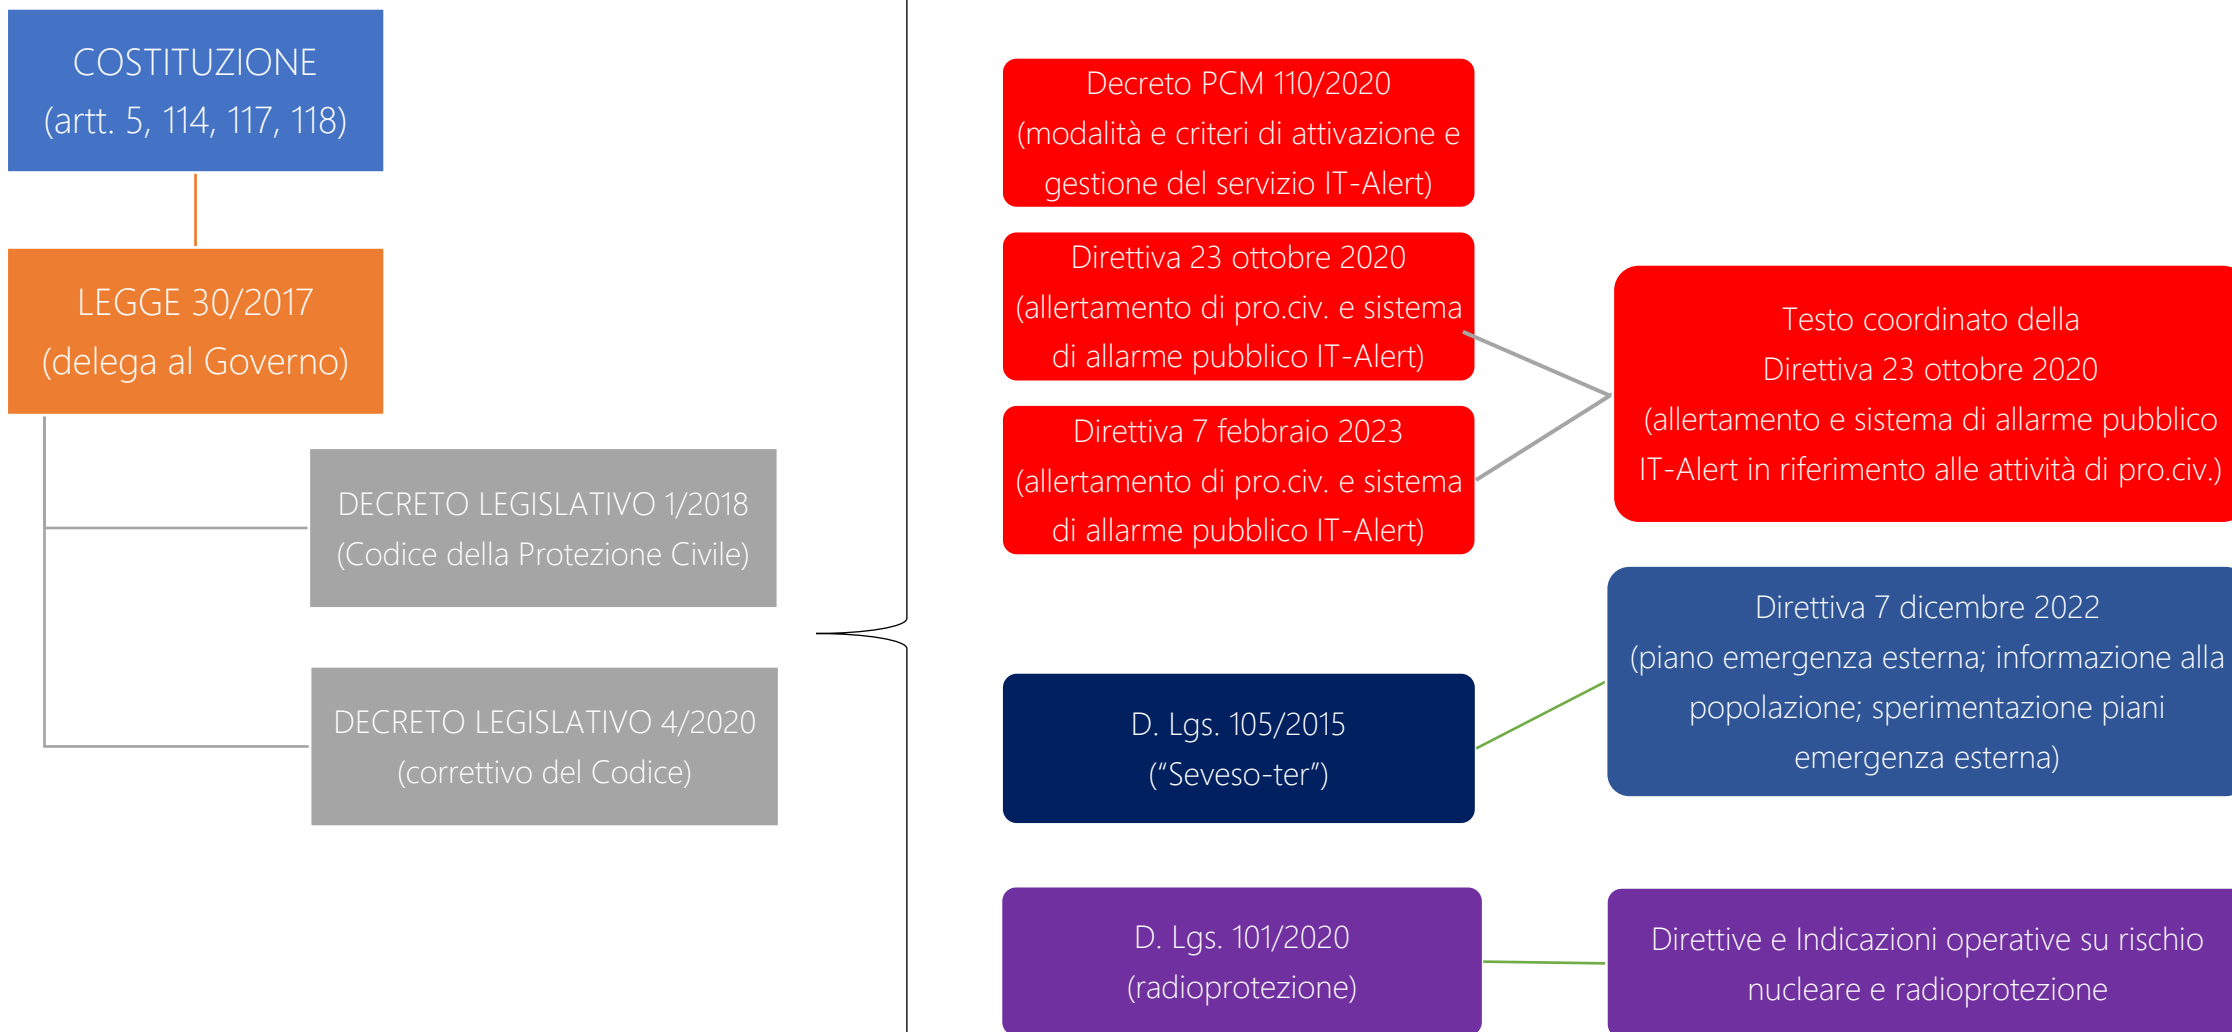 COSTITUZIONE
(artt. 5, 114, 117, 118)
LEGGE 30/2017
(delega al Governo)
DECRETO LEGISLATIVO 1/2018
(Codice della Protezione Civile)
DECRETO LEGISLATIVO 4/2020
(correttivo del Codice)
Decreto PCM 110/2020
(modalità e criteri di attivazione e
gestione del servizio IT-Alert)
Direttiva 23 ottobre 2020
(allertamento di pro.civ. e sistema
di allarme pubblico IT-Alert)
Direttiva 7 febbraio 2023
(allertamento di pro.civ. e sistema
di allarme pubblico IT-Alert)
Testo coordinato della
Direttiva 23 ottobre 2020
(allertamento e sistema di allarme pubblico
IT-Alert in riferimento alle attività di pro.civ.)
D. Lgs. 105/2015
(“Seveso-ter”)
Direttiva 7 dicembre 2022
(piano emergenza esterna; informazione alla
popolazione; sperimentazione piani
emergenza esterna)
D. Lgs. 101/2020
(radioprotezione)
Direttive e Indicazioni operative su rischio
nucleare e radioprotezione